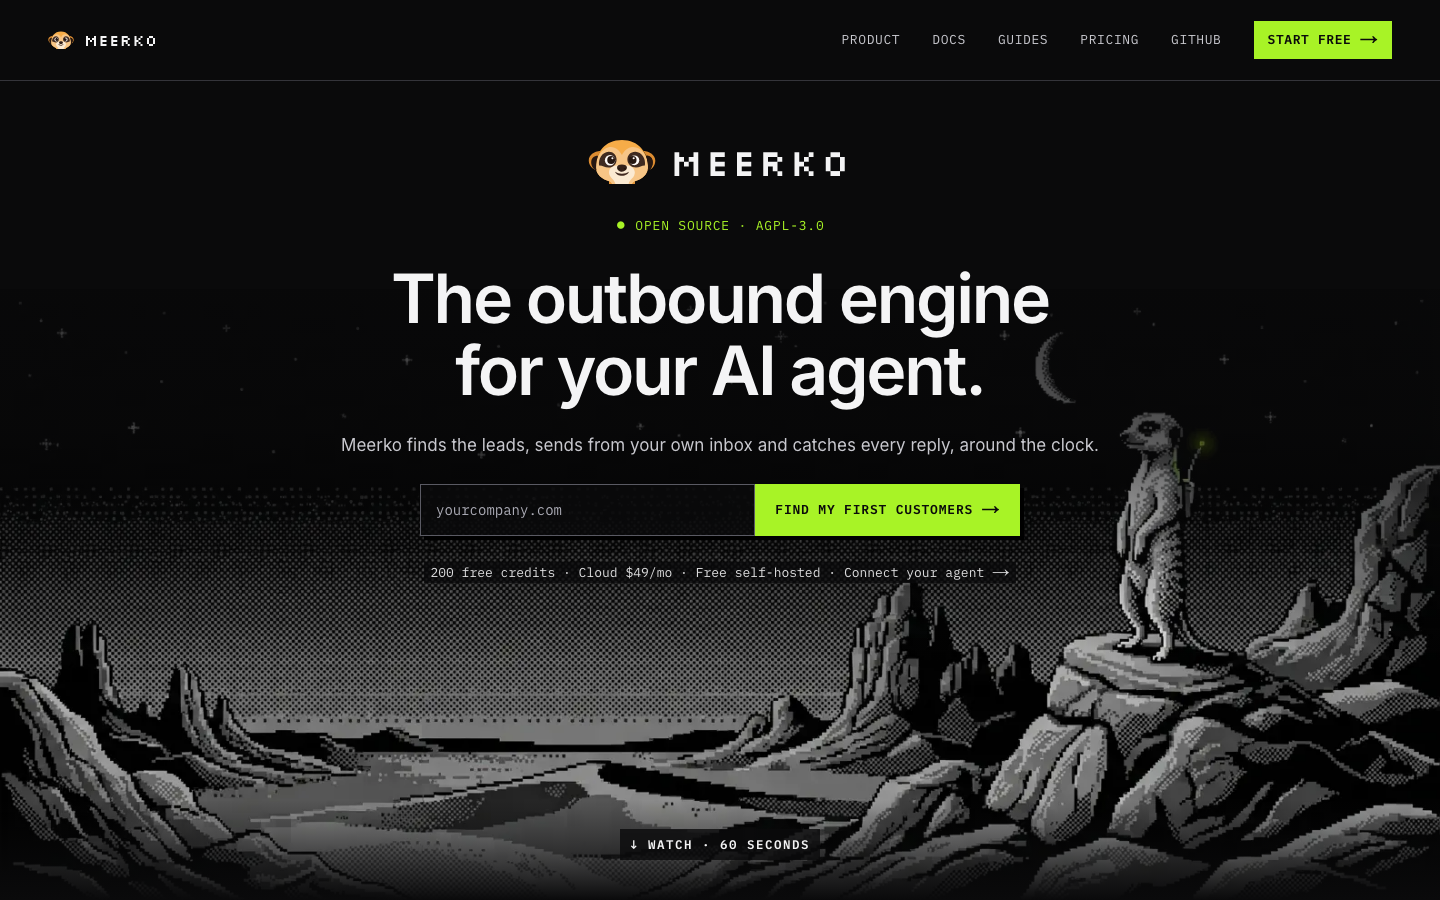 MEERKO
PRODUCT DOCS GUIDES PRICING GITHUB START FREE →
MEERKO
● OPEN SOURCE · AGPL-3.0
The outbound engine
for your AI agent.
Meerko finds the leads, sends from your own inbox and catches every reply, around the clock.
yourcompany.com FIND MY FIRST CUSTOMERS →
200 free credits · Cloud $49/mo · Free self-hosted · Connect your agent →
↓ WATCH · 60 SECONDS